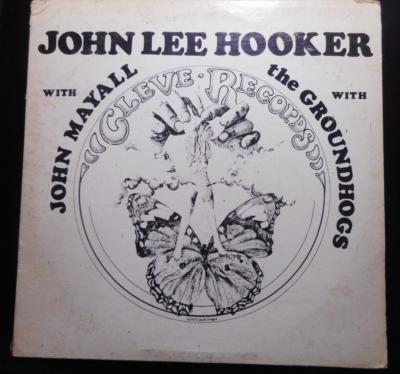 JOHN LEE HOOKER
WITH
JOHN MAYALL
CLEVE · RECORDS
the GROUNDHOGS
WITH